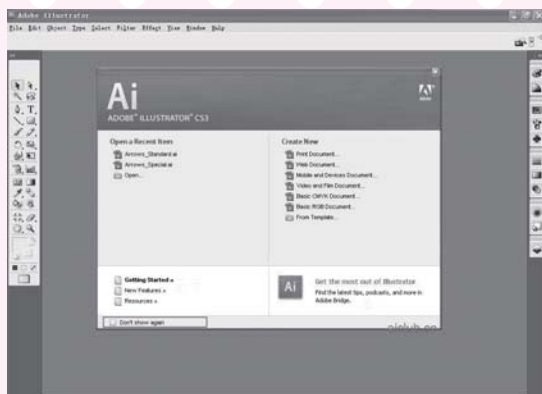 Adobe Illustrator
File Edit Object Type Select Filter Effect View Window Help
Ai
ADOBE® ILLUSTRATOR® CS3
Adobe
Open a Recent Item
Arrows_Standard.ai
Arrows_Special.ai
Open...
Create New
Print Document...
Web Document...
Mobile and Devices Document...
Video and Film Document...
Basic CMYK Document...
Basic RGB Document...
From Template...
Getting Started »
New Features »
Resources »
Ai
Get the most out of Illustrator
Find the latest tips, podcasts, and more in
Adobe Bridge.
Don't show again